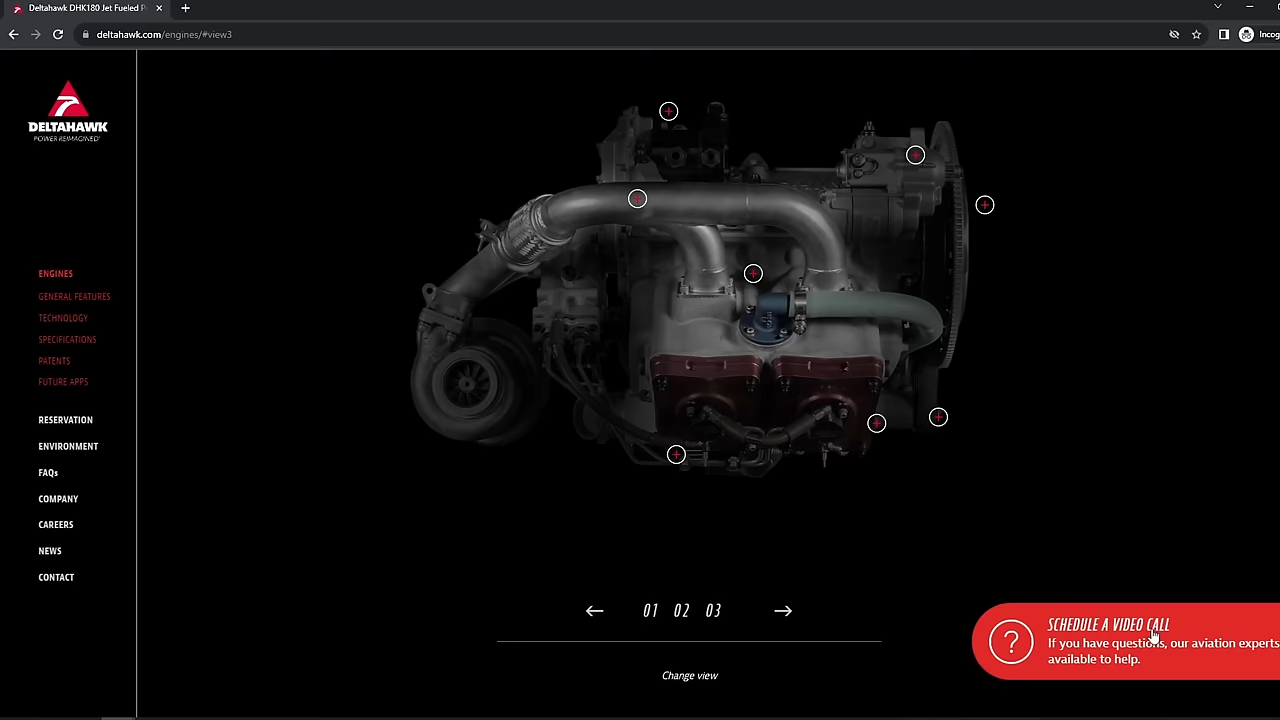 Deltahawk DHK180 Jet Fueled P
deltahawk.com/engines/#view3
Incog
DELTAHAWK
POWER REIMAGINED
ENGINES
GENERAL FEATURES
TECHNOLOGY
SPECIFICATIONS
PATENTS
FUTURE APPS
RESERVATION
ENVIRONMENT
FAQs
COMPANY
CAREERS
NEWS
CONTACT
01 02 03
Change view
SCHEDULE A VIDEO CALL
If you have questions, our aviation experts
available to help.